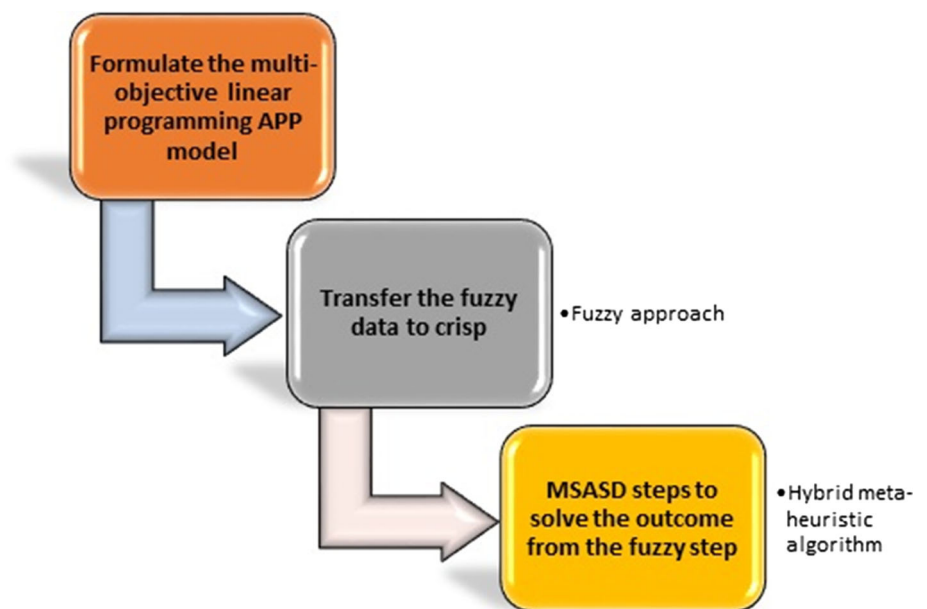 Formulate the multi-
objective linear
programming APP
model
Transfer the fuzzy
data to crisp
•Fuzzy approach
MSASD steps to
solve the outcome
from the fuzzy step
•Hybrid meta-
heuristic
algorithm